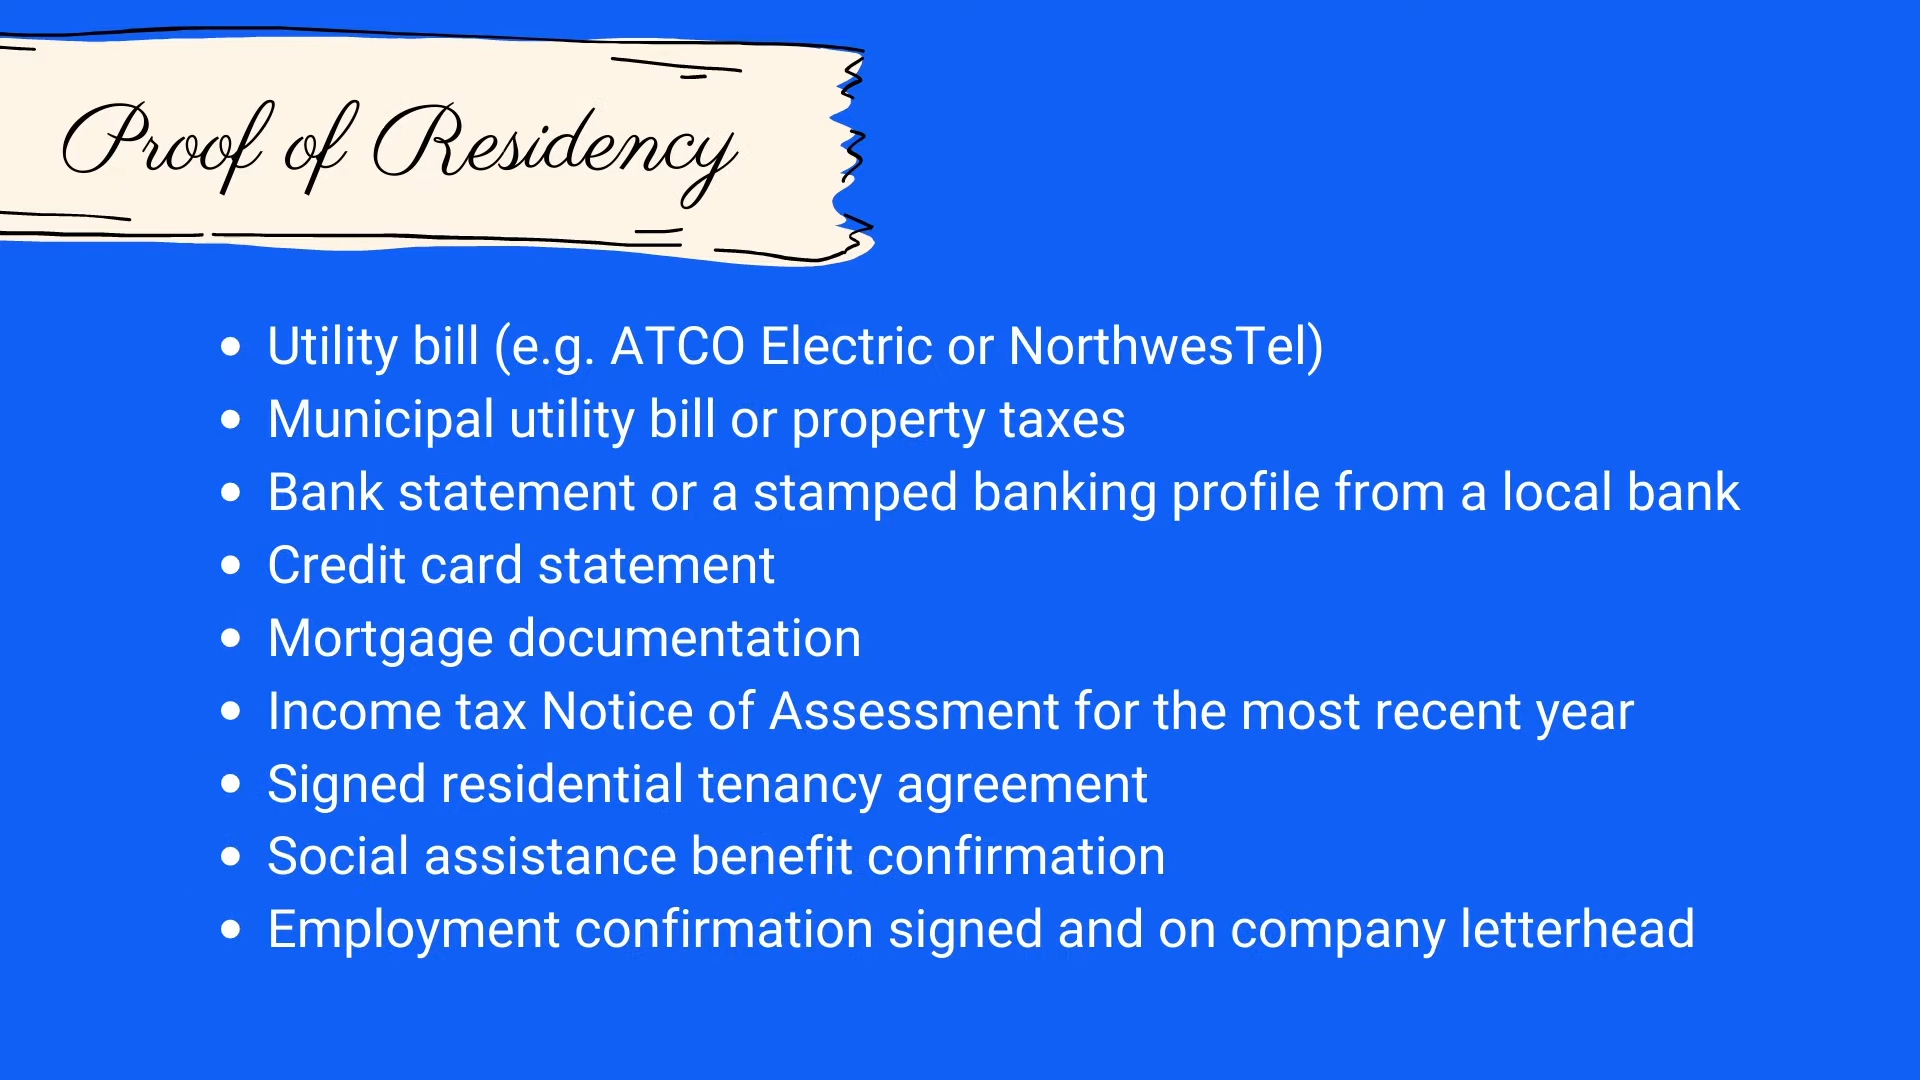 Proof of Residency
• Utility bill (e.g. ATCO Electric or NorthwesTel)
• Municipal utility bill or property taxes
• Bank statement or a stamped banking profile from a local bank
• Credit card statement
• Mortgage documentation
• Income tax Notice of Assessment for the most recent year
• Signed residential tenancy agreement
• Social assistance benefit confirmation
• Employment confirmation signed and on company letterhead